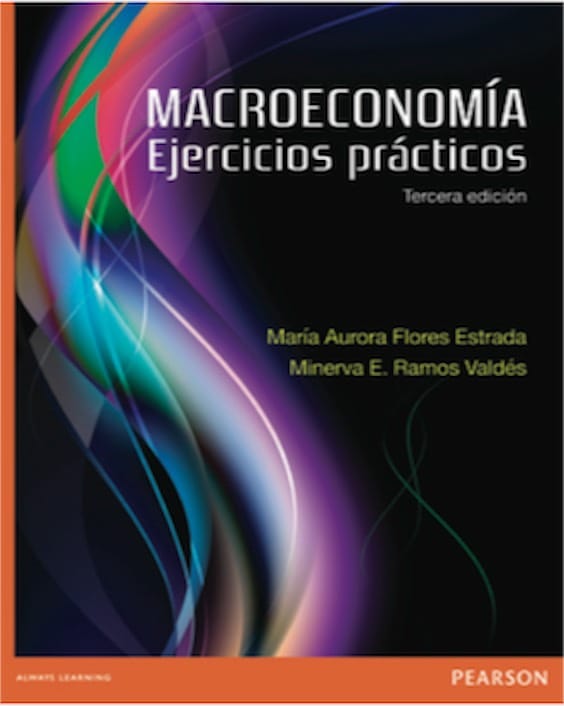 MACROECONOMÍA
Ejercicios prácticos
Tercera edición
María Aurora Flores Estrada
Minerva E. Ramos Valdés
ALWAYS LEARNING
PEARSON